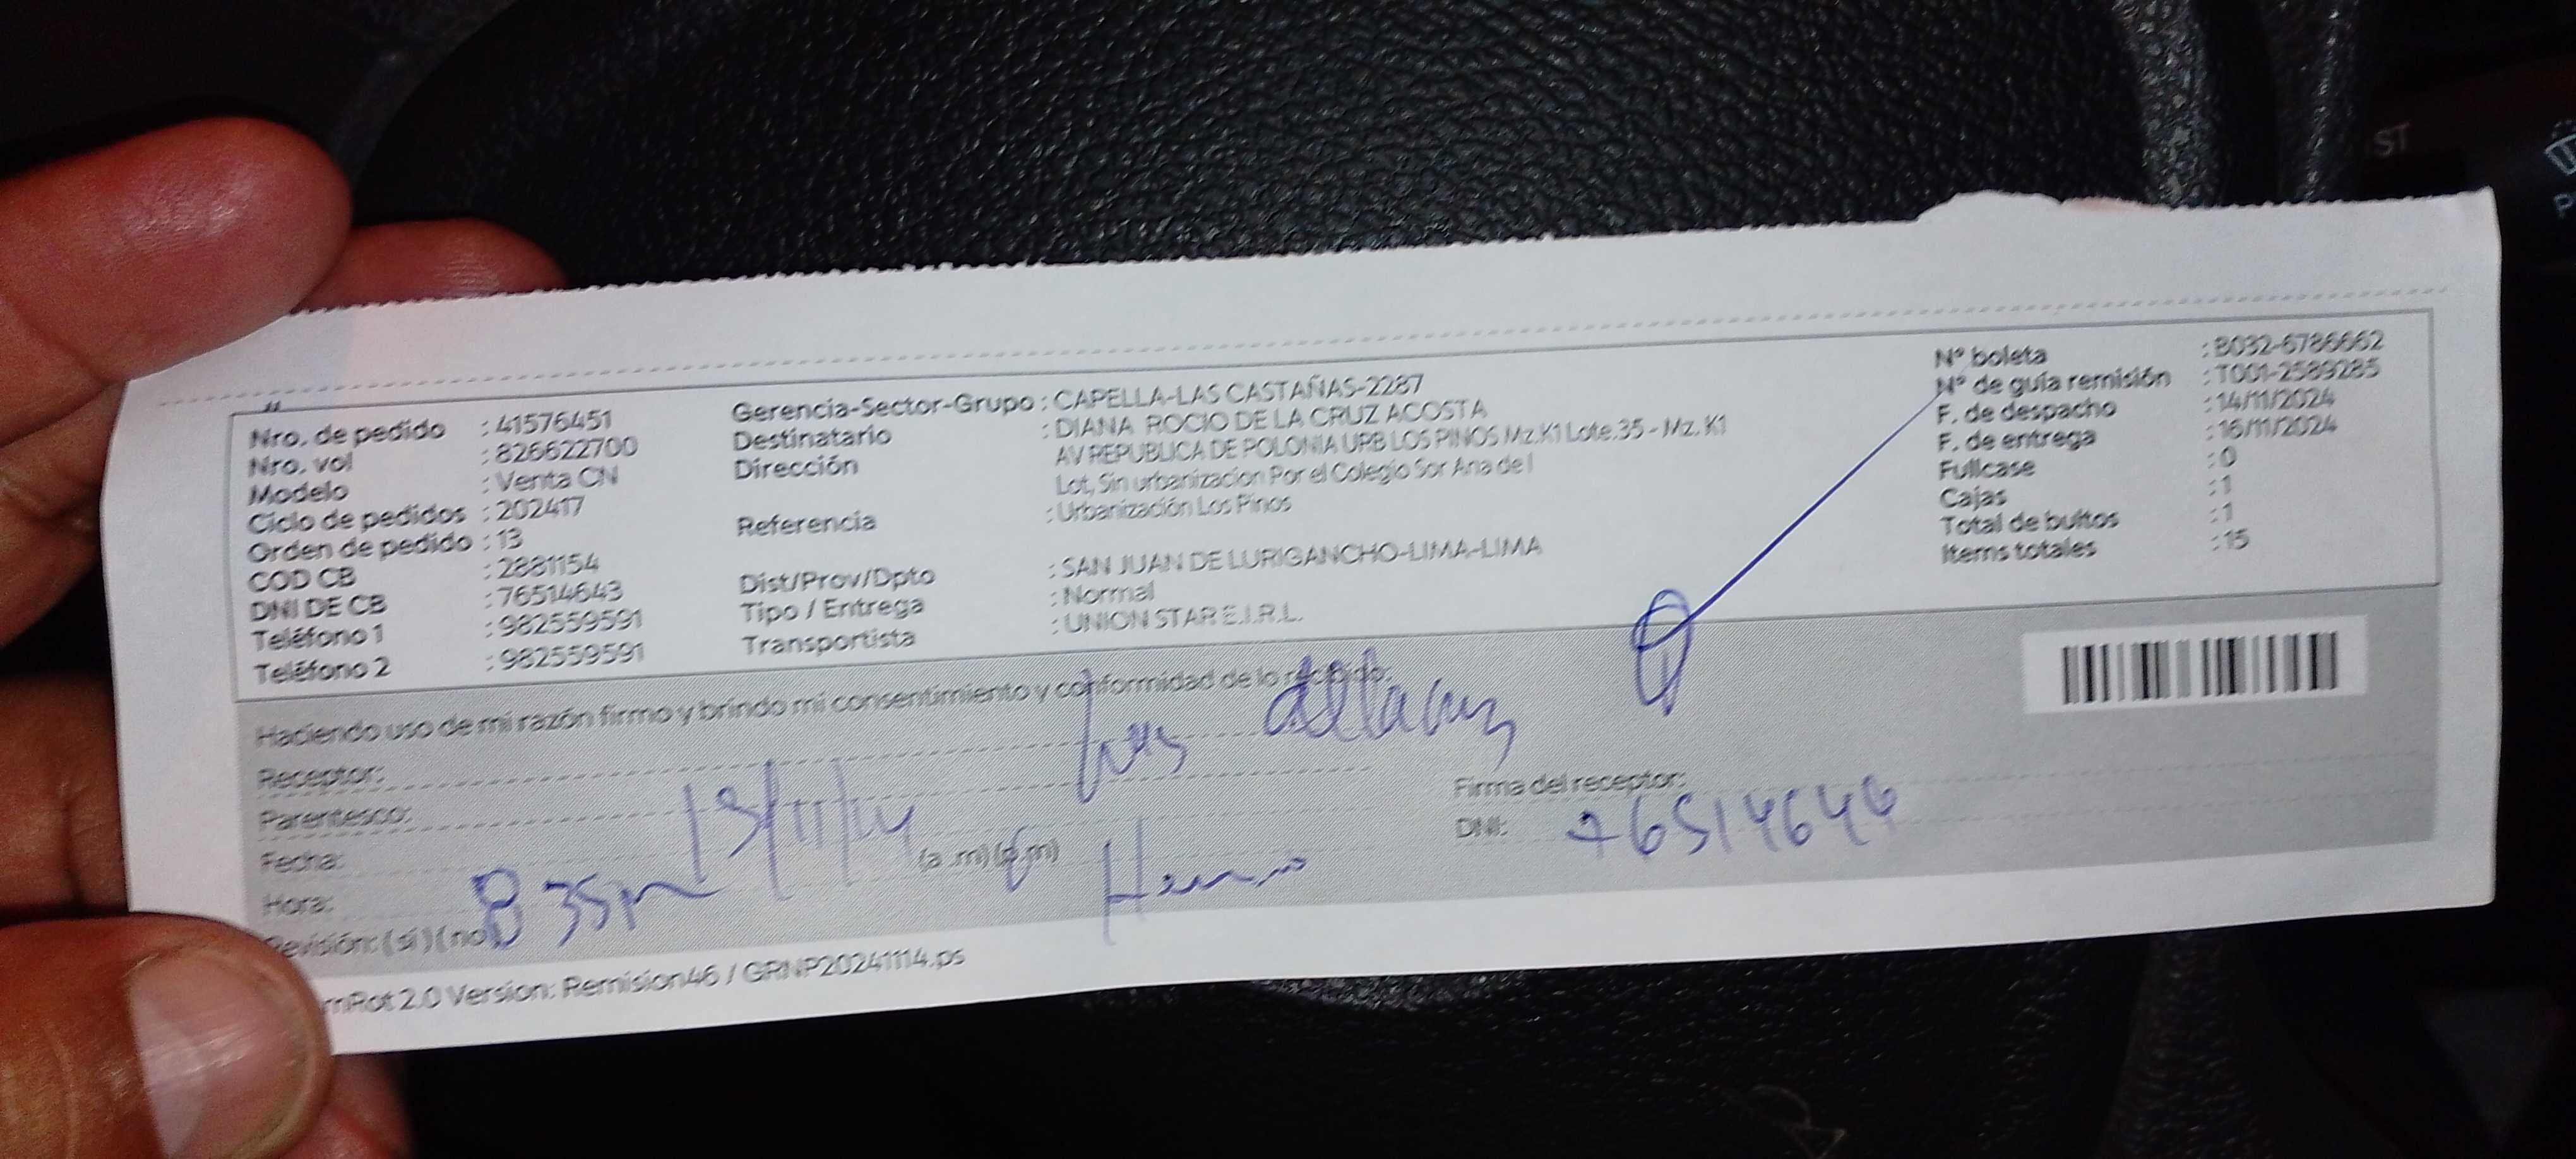 Nro. de pedido : 41576451
Nro. vol : 826622700
Modelo : Venta CN
Ciclo de pedidos : 202417
Orden de pedido : 13
COD CB : 2881154
DNI DE CB : 76514643
Teléfono 1 : 982559591
Teléfono 2 : 982559591
Gerencia-Sector-Grupo : CAPELLA-LAS CASTAÑAS-2287
Destinatario : DIANA ROCIO DE LA CRUZ ACOSTA
Dirección AV REPUBLICA DE POLONIA URB LOS PINOS Mz.K1 Lote.35 - Mz. K1
Lot, Sin urbanizacion Por el Colegio Sor Ana de l
Referencia : Urbanización Los Pinos
Dist/Prov/Dpto : SAN JUAN DE LURIGANCHO-LIMA-LIMA
Tipo / Entrega : Normal
Transportista : UNION STAR E.I.R.L.
N° boleta : B032-6786662
N° de guía remisión : T001-2589285
F. de despacho : 14/11/2024
F. de entrega : 16/11/2024
Fullcase : 0
Cajas : 1
Total de bultos : 1
Items totales : 15
Haciendo uso de mi razón firmo y brindo mi consentimiento y conformidad de lo recibido:
Receptor:
Parentesco:
Fecha: /11/24
Hora: 8 35pm (a.m) (p.m)
Revisión: ( sí ) ( no
Firma del receptor:
DNI: 76514644
mRot 2.0 Version: Remision46 / GRNP20241114.ps
ST